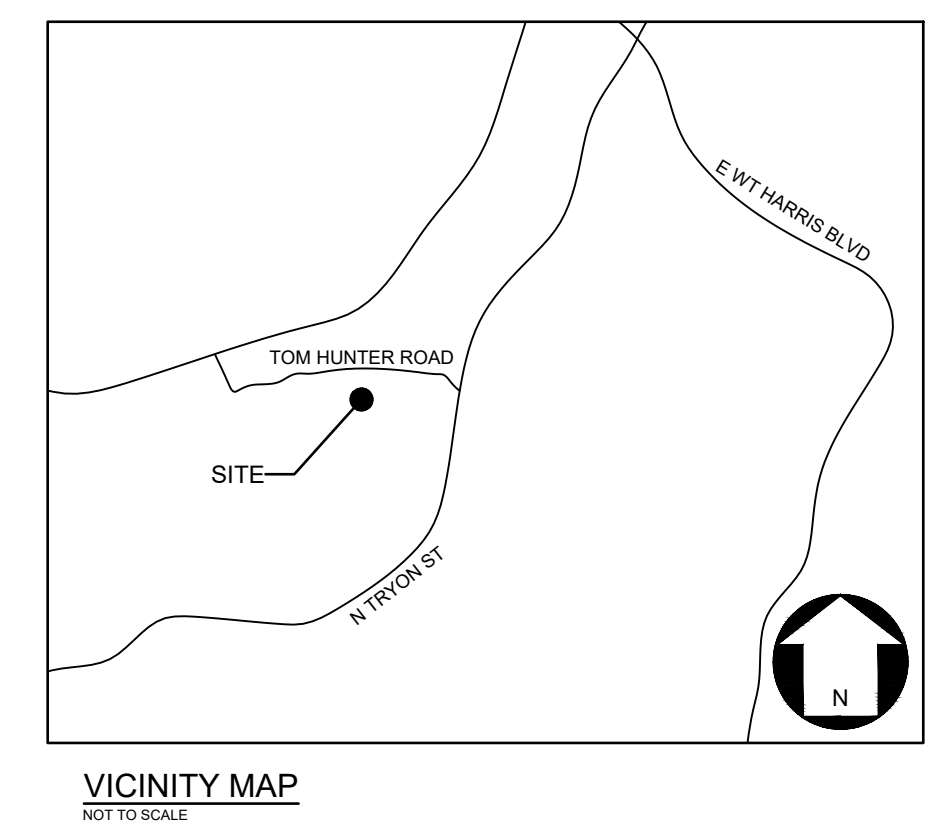 E WT HARRIS BLVD
TOM HUNTER ROAD
SITE
N TRYON ST
N
VICINITY MAP
NOT TO SCALE